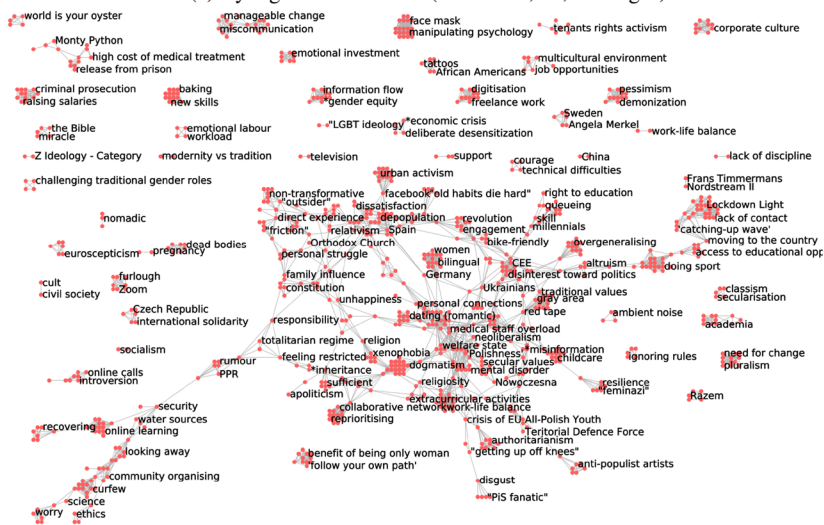 world is your oyster
manageable change
miscommunication
face mask
manipulating psychology
tenants rights activism
corporate culture
Monty Python
high cost of medical treatment
release from prison
emotional investment
tattoos
African Americans
multicultural environment
job opportunities
criminal prosecution
raising salaries
baking
new skills
information flow
*gender equity
digitisation
freelance work
pessimism
demonization
the Bible
miracle
emotional labour
workload
"LGBT ideology"
*economic crisis
deliberate desensitization
Sweden
Angela Merkel
work-life balance
Z Ideology - Category
modernity vs tradition
television
support
courage
technical difficulties
China
lack of discipline
challenging traditional gender roles
urban activism
Frans Timmermans
Nordstream II
non-transformative
"outsider"
facebook
"old habits die hard"
right to education
dissatisfaction
queueing
Lockdown Light
nomadic
direct experience
depopulation
revolution
skill
lack of contact
"friction"
relativism
Spain
engagement
millennials
'catching-up wave'
Orthodox Church
bike-friendly
overgeneralising
moving to the country
dead bodies
pregnancy
euroscepticism
personal struggle
women
bilingual
CEE
altruism
access to educational opp
doing sport
family influence
Germany
disinterest toward politics
cult
civil society
furlough
Zoom
constitution
Ukrainians
traditional values
gray area
classism
secularisation
unhappiness
personal connections
red tape
Czech Republic
international solidarity
responsibility
dating (romantic)
ambient noise
academia
medical staff overload
neoliberalism
totalitarian regime
religion
welfare state
socialism
feeling restricted
xenophobia
Polishness
*misinformation
childcare
ignoring rules
need for change
pluralism
rumour
PPR
*inheritance
dogmatism
secular values
mental disorder
online calls
introversion
sufficient
religiosity
Nowoczesna
resilience
"feminazi"
apoliticism
extracurricular activities
Razem
security
collaborative network
work-life balance
water sources
reprioritising
crisis of EU
All-Polish Youth
recovering
online learning
Teritorial Defence Force
authoritarianism
looking away
benefit of being only woman
"getting up off knees"
'follow your own path'
anti-populist artists
community organising
disgust
curfew
"PiS fanatic"
science
worry
ethics